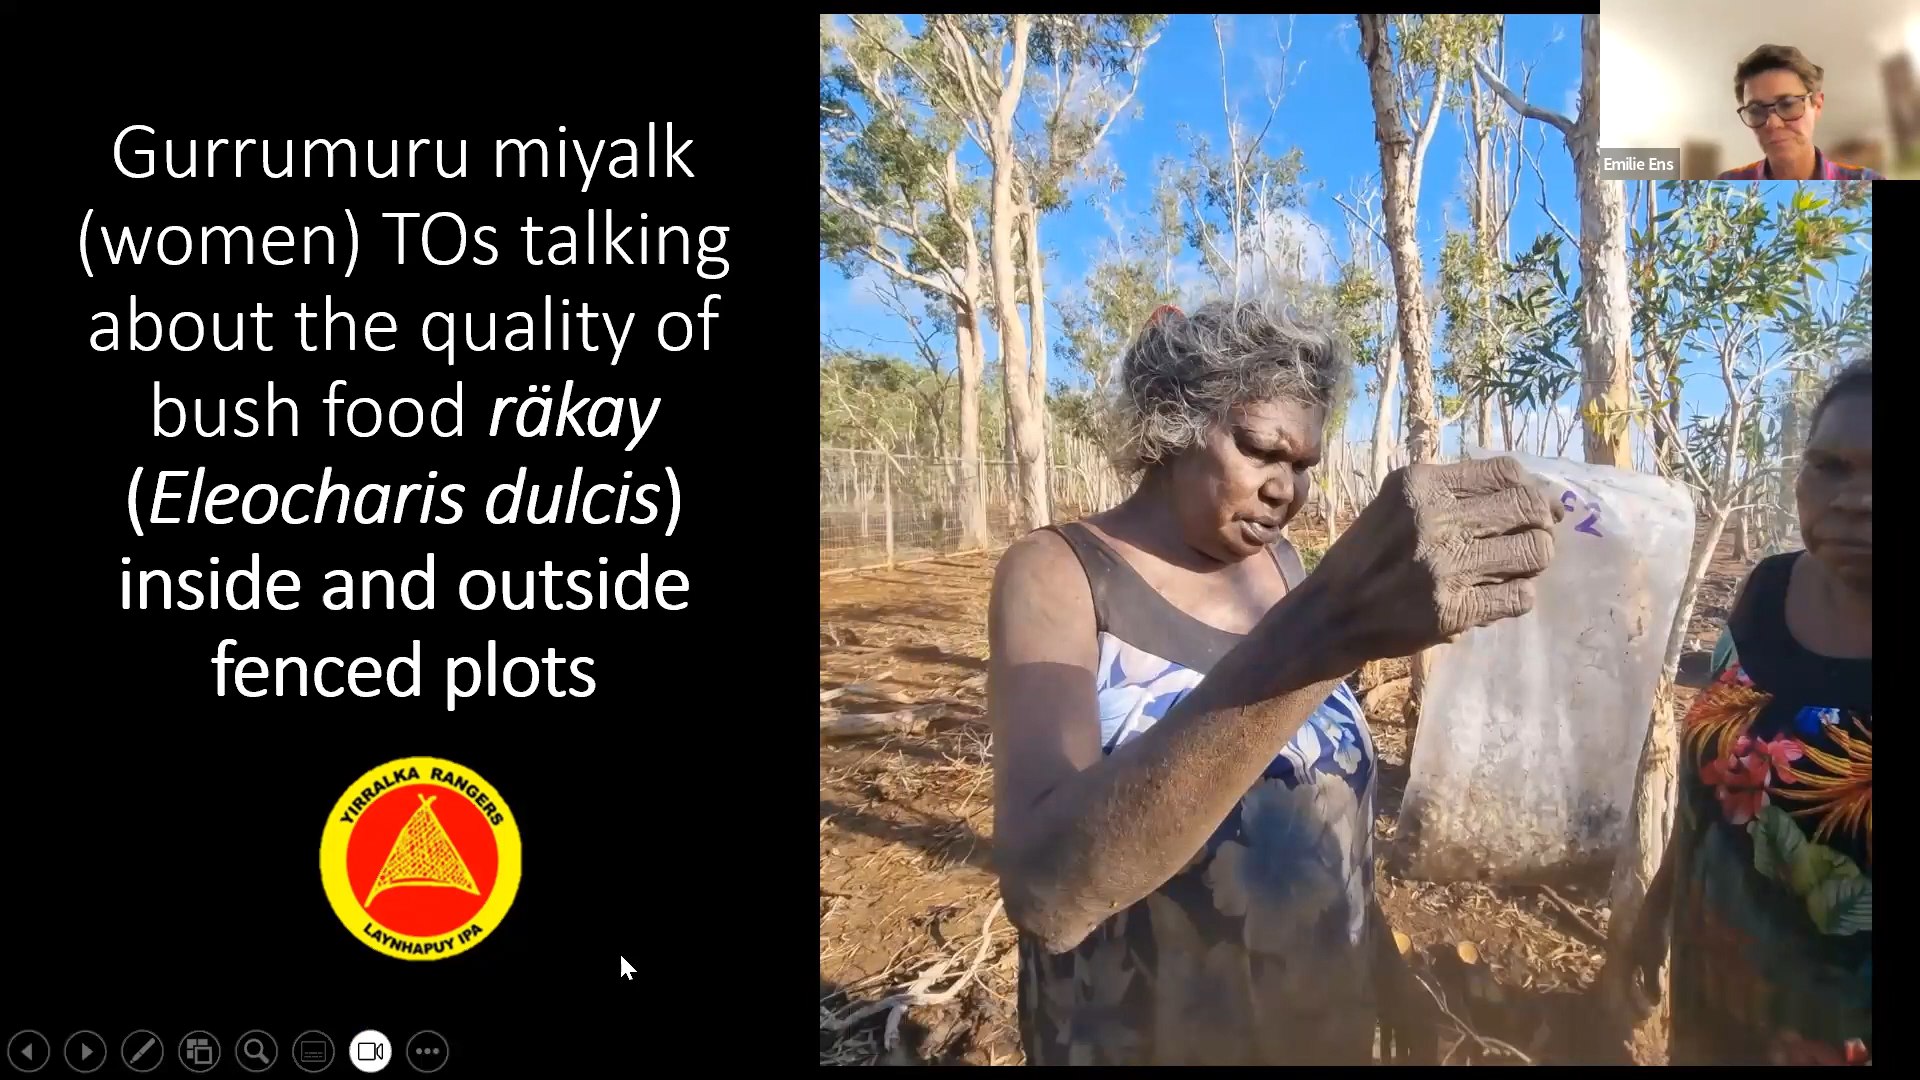 Gurrumuru miyalk
(women) TOs talking
about the quality of
bush food räkay
(Eleocharis dulcis)
inside and outside
fenced plots
YIRRALKA RANGERS
LAYNHAPUY IPA
Emilie Ens